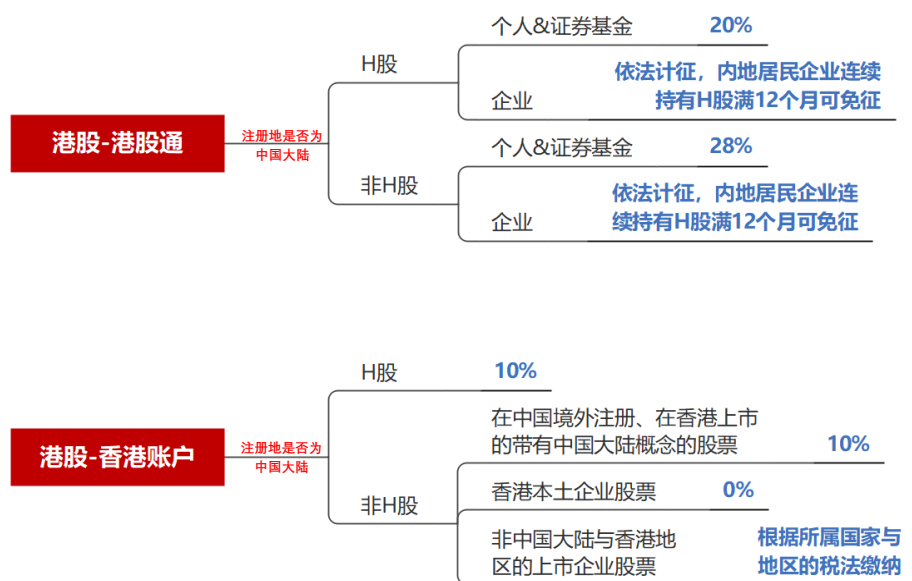 港股-港股通
注册地是否为
中国大陆
H股
个人&证券基金
20%
企业
依法计征，内地居民企业连续
持有H股满12个月可免征
非H股
个人&证券基金
28%
企业
依法计征，内地居民企业连
续持有H股满12个月可免征
港股-香港账户
注册地是否为
中国大陆
H股
10%
非H股
在中国境外注册、在香港上市
的带有中国大陆概念的股票
10%
香港本土企业股票
0%
非中国大陆与香港地
区的上市企业股票
根据所属国家与
地区的税法缴纳